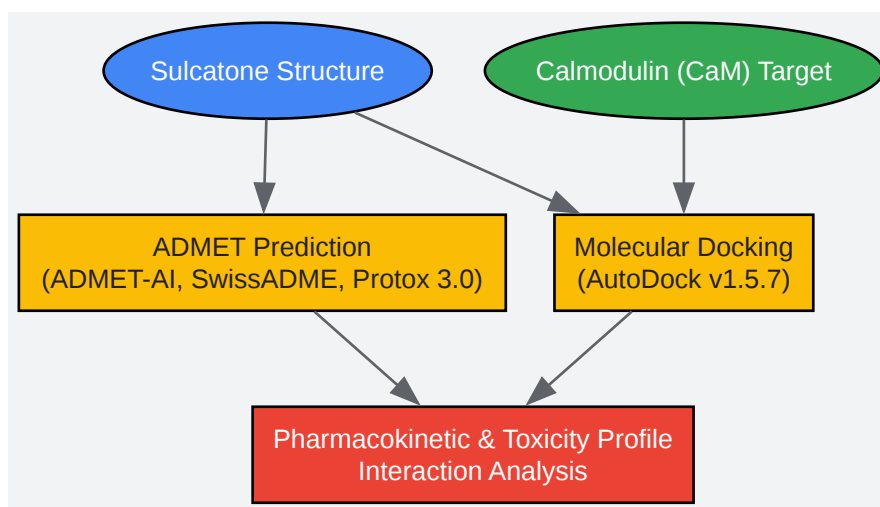 Sulcatone Structure
Calmodulin (CaM) Target
ADMET Prediction
(ADMET-AI, SwissADME, Protox 3.0)
Molecular Docking
(AutoDock v1.5.7)
Pharmacokinetic & Toxicity Profile
Interaction Analysis